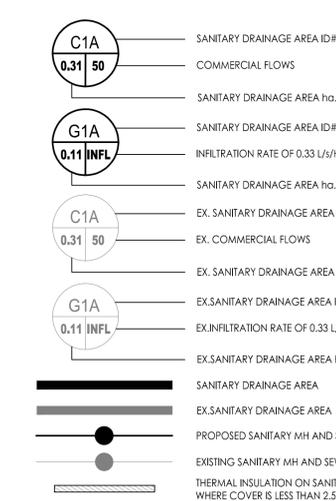 C1A
0.31 50
SANITARY DRAINAGE AREA ID#
COMMERCIAL FLOWS
SANITARY DRAINAGE AREA ha.
G1A
0.11 INFL
SANITARY DRAINAGE AREA ID#
INFILTRATION RATE OF 0.33 L/s/
SANITARY DRAINAGE AREA ha.
C1A
0.31 50
EX. SANITARY DRAINAGE AREA
EX. COMMERCIAL FLOWS
EX. SANITARY DRAINAGE AREA
G1A
0.11 INFL
EX.SANITARY DRAINAGE AREA
EX.INFILTRATION RATE OF 0.33 L
EX.SANITARY DRAINAGE AREA
SANITARY DRAINAGE AREA
EX.SANITARY DRAINAGE AREA
PROPOSED SANITARY MH AND
EXISTING SANITARY MH AND
THERMAL INSULATION ON
WHERE COVER IS LESS THAN